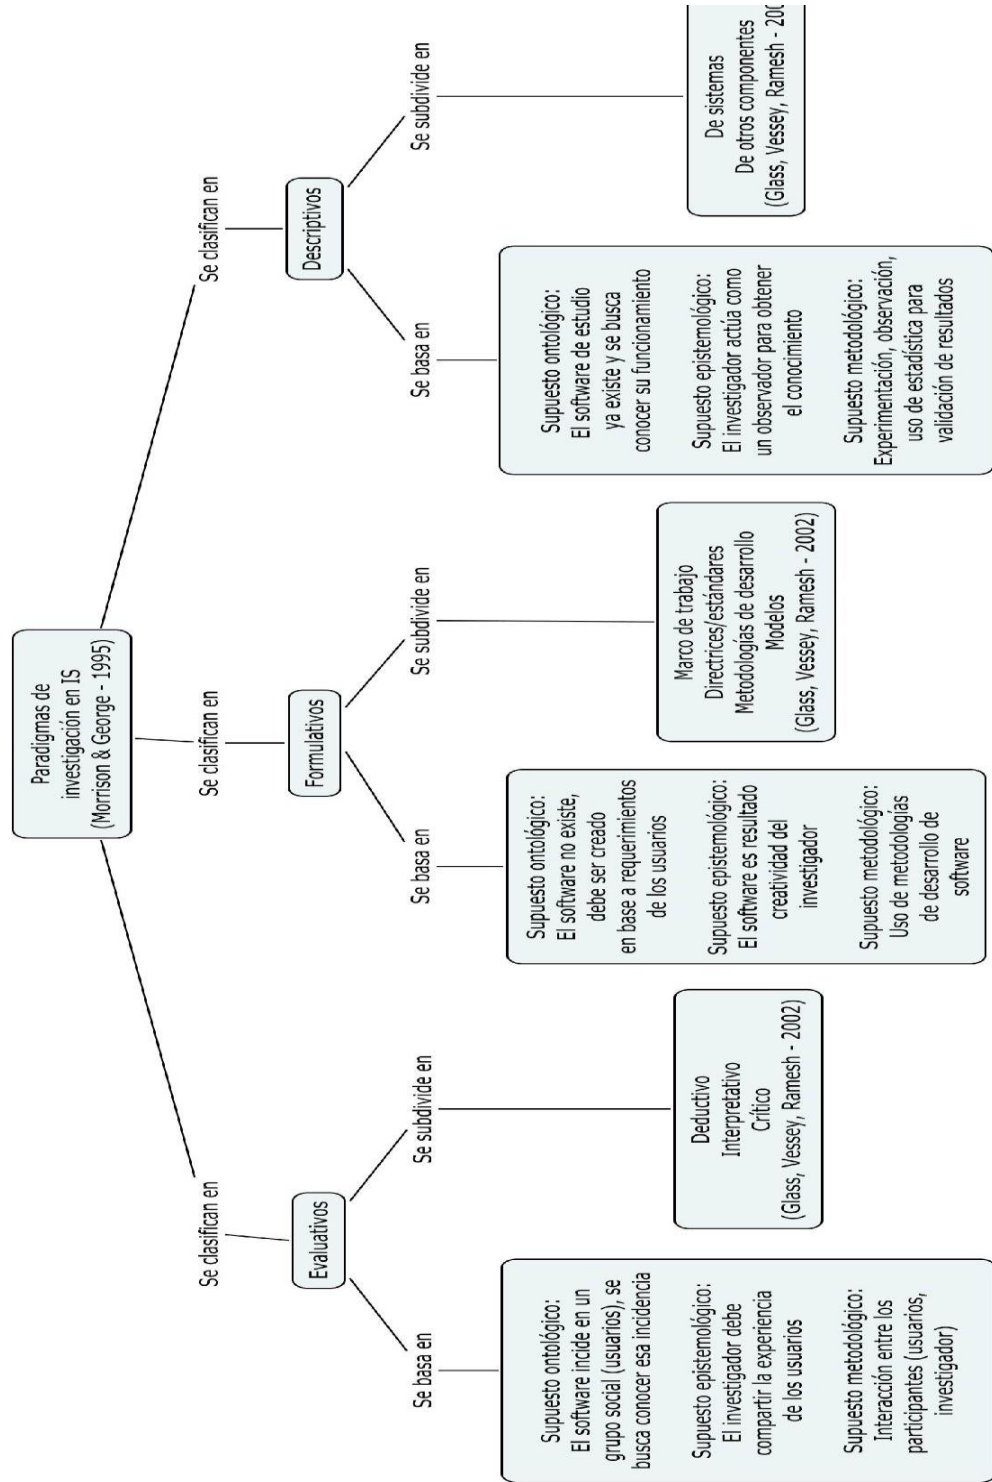 Paradigmas de
investigación en IS
(Morrison & George - 1995)
Se clasifican en
Se clasifican en
Se clasifican en
Evaluativos
Formulativos
Descriptivos
Se basa en
Se subdivide en
Se basa en
Se subdivide en
Se basa en
Se subdivide en
Supuesto ontológico:
El software incide en un
grupo social (usuarios), se
busca conocer esa incidencia
Supuesto epistemológico:
El investigador debe
compartir la experiencia
de los usuarios
Supuesto metodológico:
Interacción entre los
participantes (usuarios,
investigador)
Deductivo
Interpretativo
Crítico
(Glass, Vessey, Ramesh - 2002)
Supuesto ontológico:
El software no existe,
debe ser creado
en base a requerimientos
de los usuarios
Supuesto epistemológico:
El software es resultado
creatividad del
investigador
Supuesto metodológico:
Uso de metodologías
de desarrollo de
software
Marco de trabajo
Directrices/estándares
Metodologías de desarrollo
Modelos
(Glass, Vessey, Ramesh - 2002)
Supuesto ontológico:
El software de estudio
ya existe y se busca
conocer su funcionamiento
Supuesto epistemológico:
El investigador actúa como
un observador para obtener
el conocimiento
Supuesto metodológico:
Experimentación, observación,
uso de estadística para
validación de resultados
De sistemas
De otros componentes
(Glass, Vessey, Ramesh -